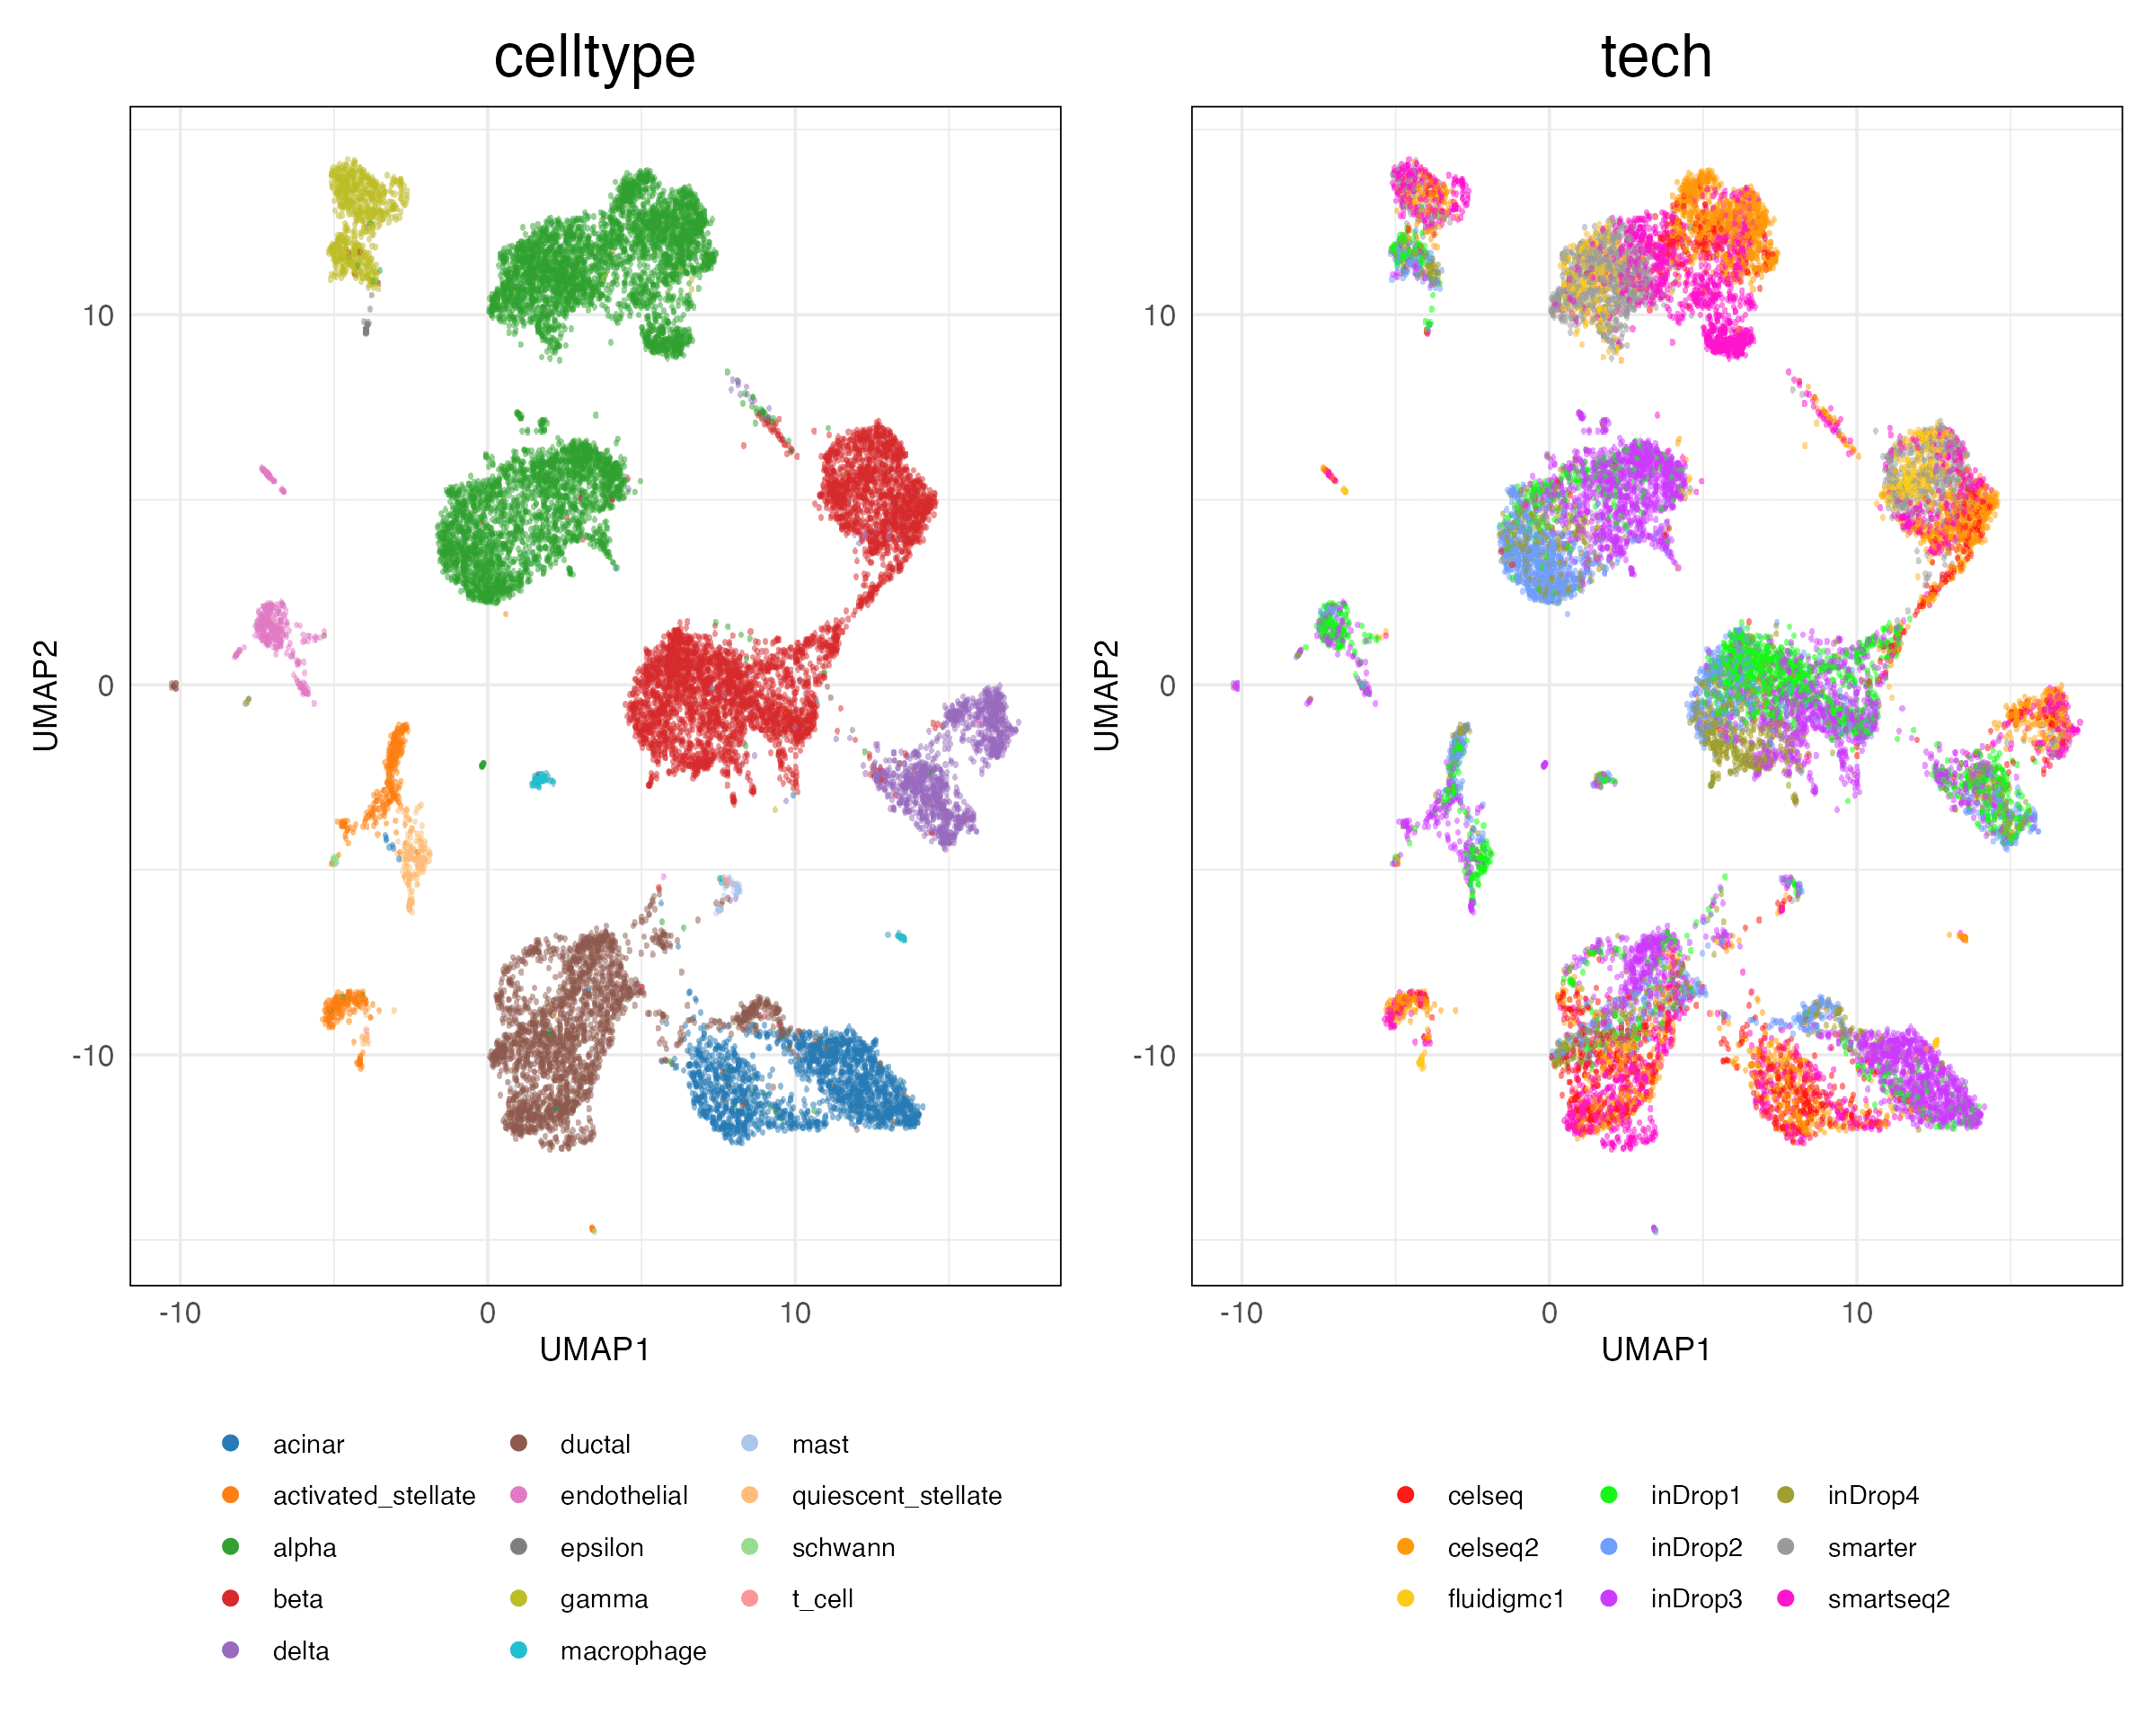 celltype
tech
UMAP2
10
0
-10
-10
0
10
UMAP1
UMAP2
10
0
-10
-10
0
10
UMAP1
acinar
activated_stellate
alpha
beta
delta
ductal
endothelial
epsilon
gamma
macrophage
mast
quiescent_stellate
schwann
t_cell
celseq
celseq2
fluidigmc1
inDrop1
inDrop2
inDrop3
inDrop4
smarter
smartseq2